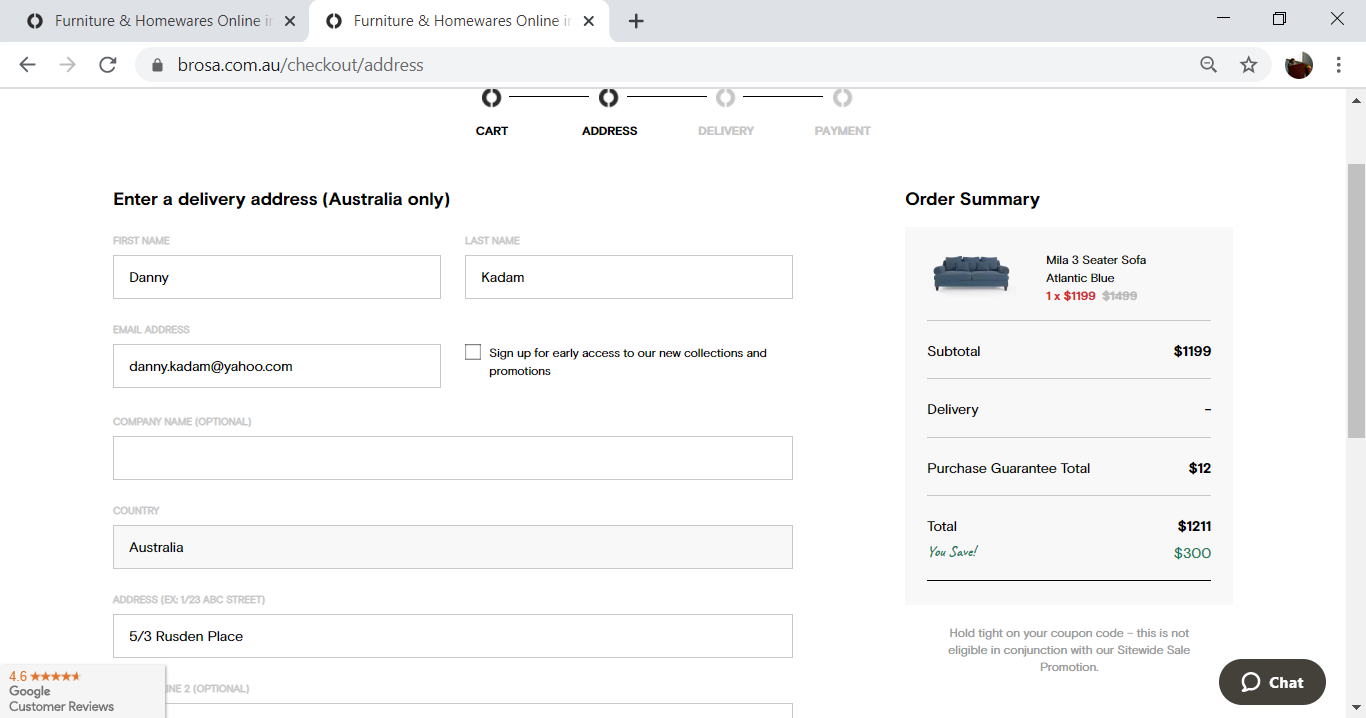 Furniture & Homewares Online in
Furniture & Homewares Online in
brosa.com.au/checkout/address
CART
ADDRESS
DELIVERY
PAYMENT
Enter a delivery address (Australia only)
FIRST NAME
LAST NAME
Danny
Kadam
EMAIL ADDRESS
danny.kadam@yahoo.com
Sign up for early access to our new collections and
promotions
COMPANY NAME (OPTIONAL)
COUNTRY
Australia
ADDRESS (EX: 1/23 ABC STREET)
5/3 Rusden Place
INE 2 (OPTIONAL)
4.6
Google
Customer Reviews
Order Summary
Mila 3 Seater Sofa
Atlantic Blue
1 x $1199 $1499
Subtotal $1199
Delivery -
Purchase Guarantee Total $12
Total $1211
You Save! $300
Hold tight on your coupon code – this is not
eligible in conjunction with our Sitewide Sale
Promotion.
Chat